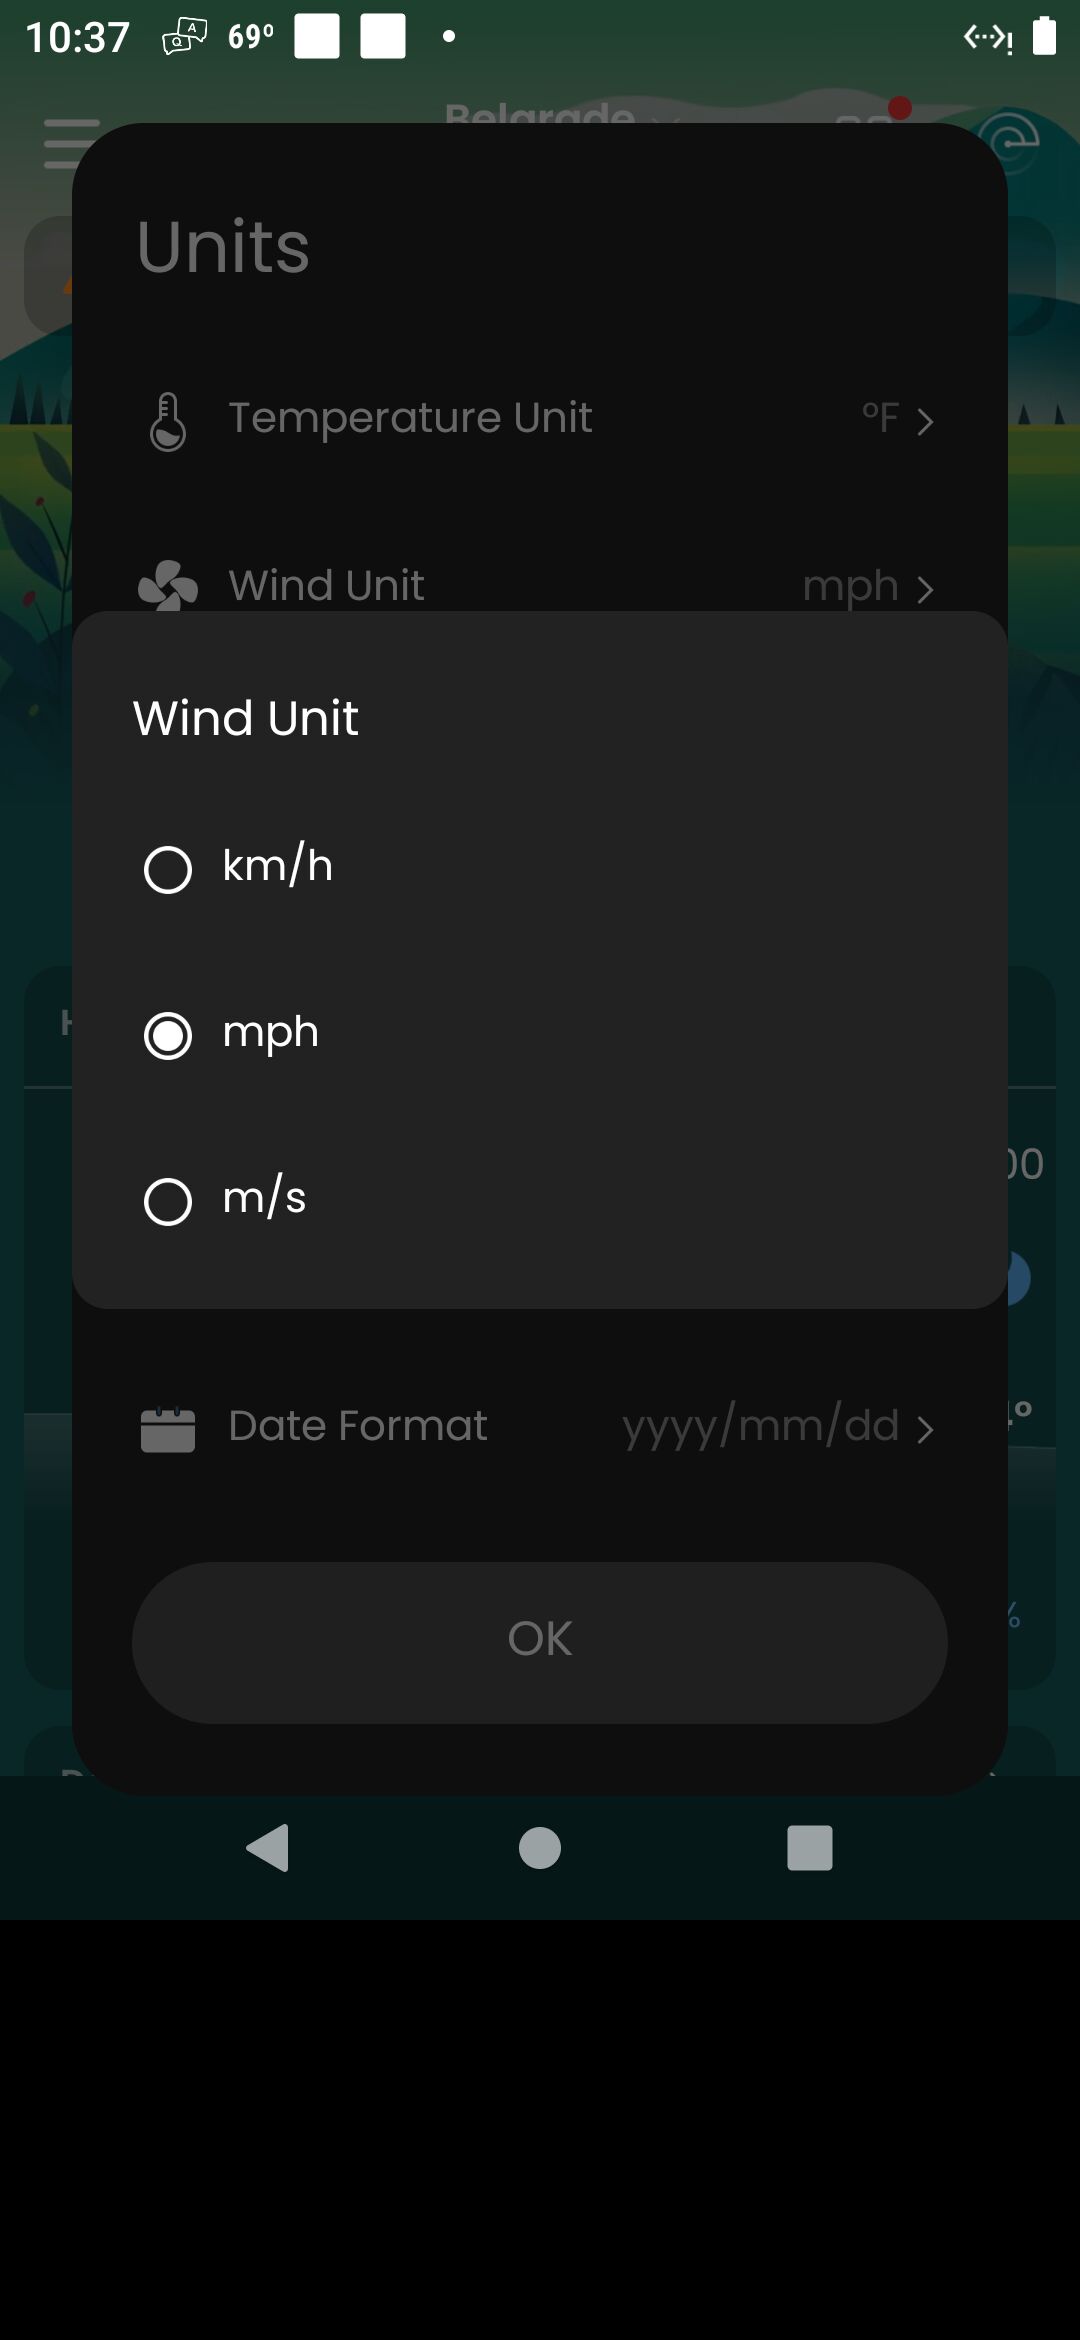 10:37 69°
Belgrade
Units
Temperature Unit °F
Wind Unit mph
Wind Unit
km/h
mph
m/s
Date Format yyyy/mm/dd
OK
%